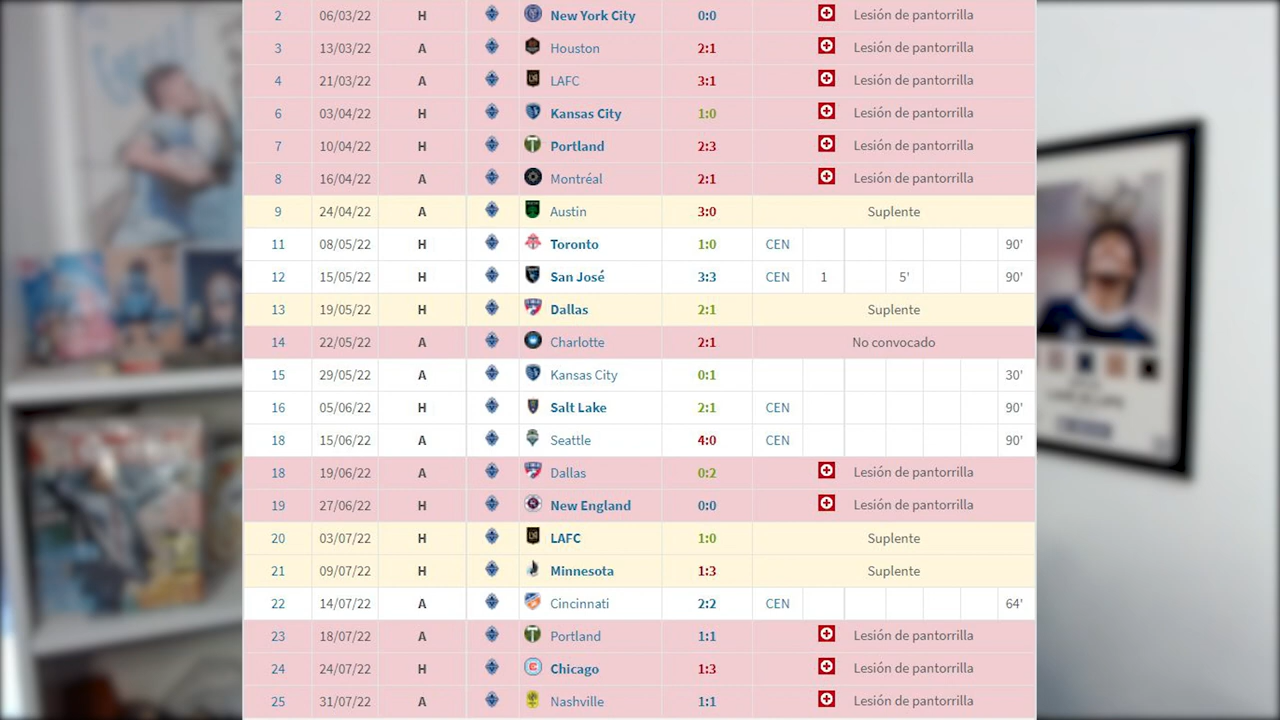 2 06/03/22 H New York City 0:0 Lesión de pantorrilla
3 13/03/22 A Houston 2:1 Lesión de pantorrilla
4 21/03/22 A LAFC 3:1 Lesión de pantorrilla
6 03/04/22 H Kansas City 1:0 Lesión de pantorrilla
7 10/04/22 H Portland 2:3 Lesión de pantorrilla
8 16/04/22 A Montréal 2:1 Lesión de pantorrilla
9 24/04/22 A Austin 3:0 Suplente
11 08/05/22 H Toronto 1:0 CEN 90'
12 15/05/22 H San José 3:3 CEN 1 5' 90'
13 19/05/22 H Dallas 2:1 Suplente
14 22/05/22 A Charlotte 2:1 No convocado
15 29/05/22 A Kansas City 0:1 30'
16 05/06/22 H Salt Lake 2:1 CEN 90'
18 15/06/22 A Seattle 4:0 CEN 90'
18 19/06/22 A Dallas 0:2 Lesión de pantorrilla
19 27/06/22 H New England 0:0 Lesión de pantorrilla
20 03/07/22 H LAFC 1:0 Suplente
21 09/07/22 H Minnesota 1:3 Suplente
22 14/07/22 A Cincinnati 2:2 CEN 64'
23 18/07/22 A Portland 1:1 Lesión de pantorrilla
24 24/07/22 H Chicago 1:3 Lesión de pantorrilla
25 31/07/22 A Nashville 1:1 Lesión de pantorrilla